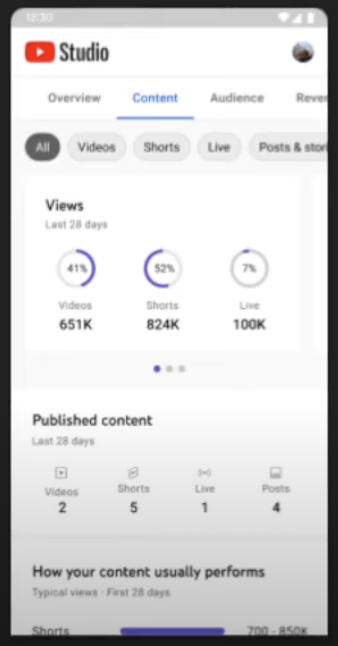 12:30
Studio
Overview Content Audience Reve
All Videos Shorts Live Posts & stori
Views
Last 28 days
41% 52% 7%
Videos Shorts Live
651K 824K 100K
Published content
Last 28 days
Videos Shorts Live Posts
2 5 1 4
How your content usually performs
Typical views · First 28 days
Shorts 700 - 850K